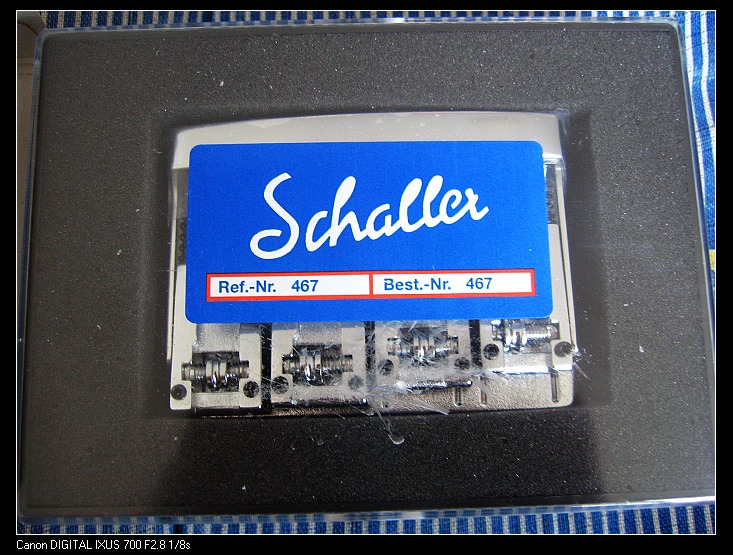 Schaller
Ref.-Nr. 467 Best.-Nr. 467
Canon DIGITAL IXUS 700 F2.8 1/8s